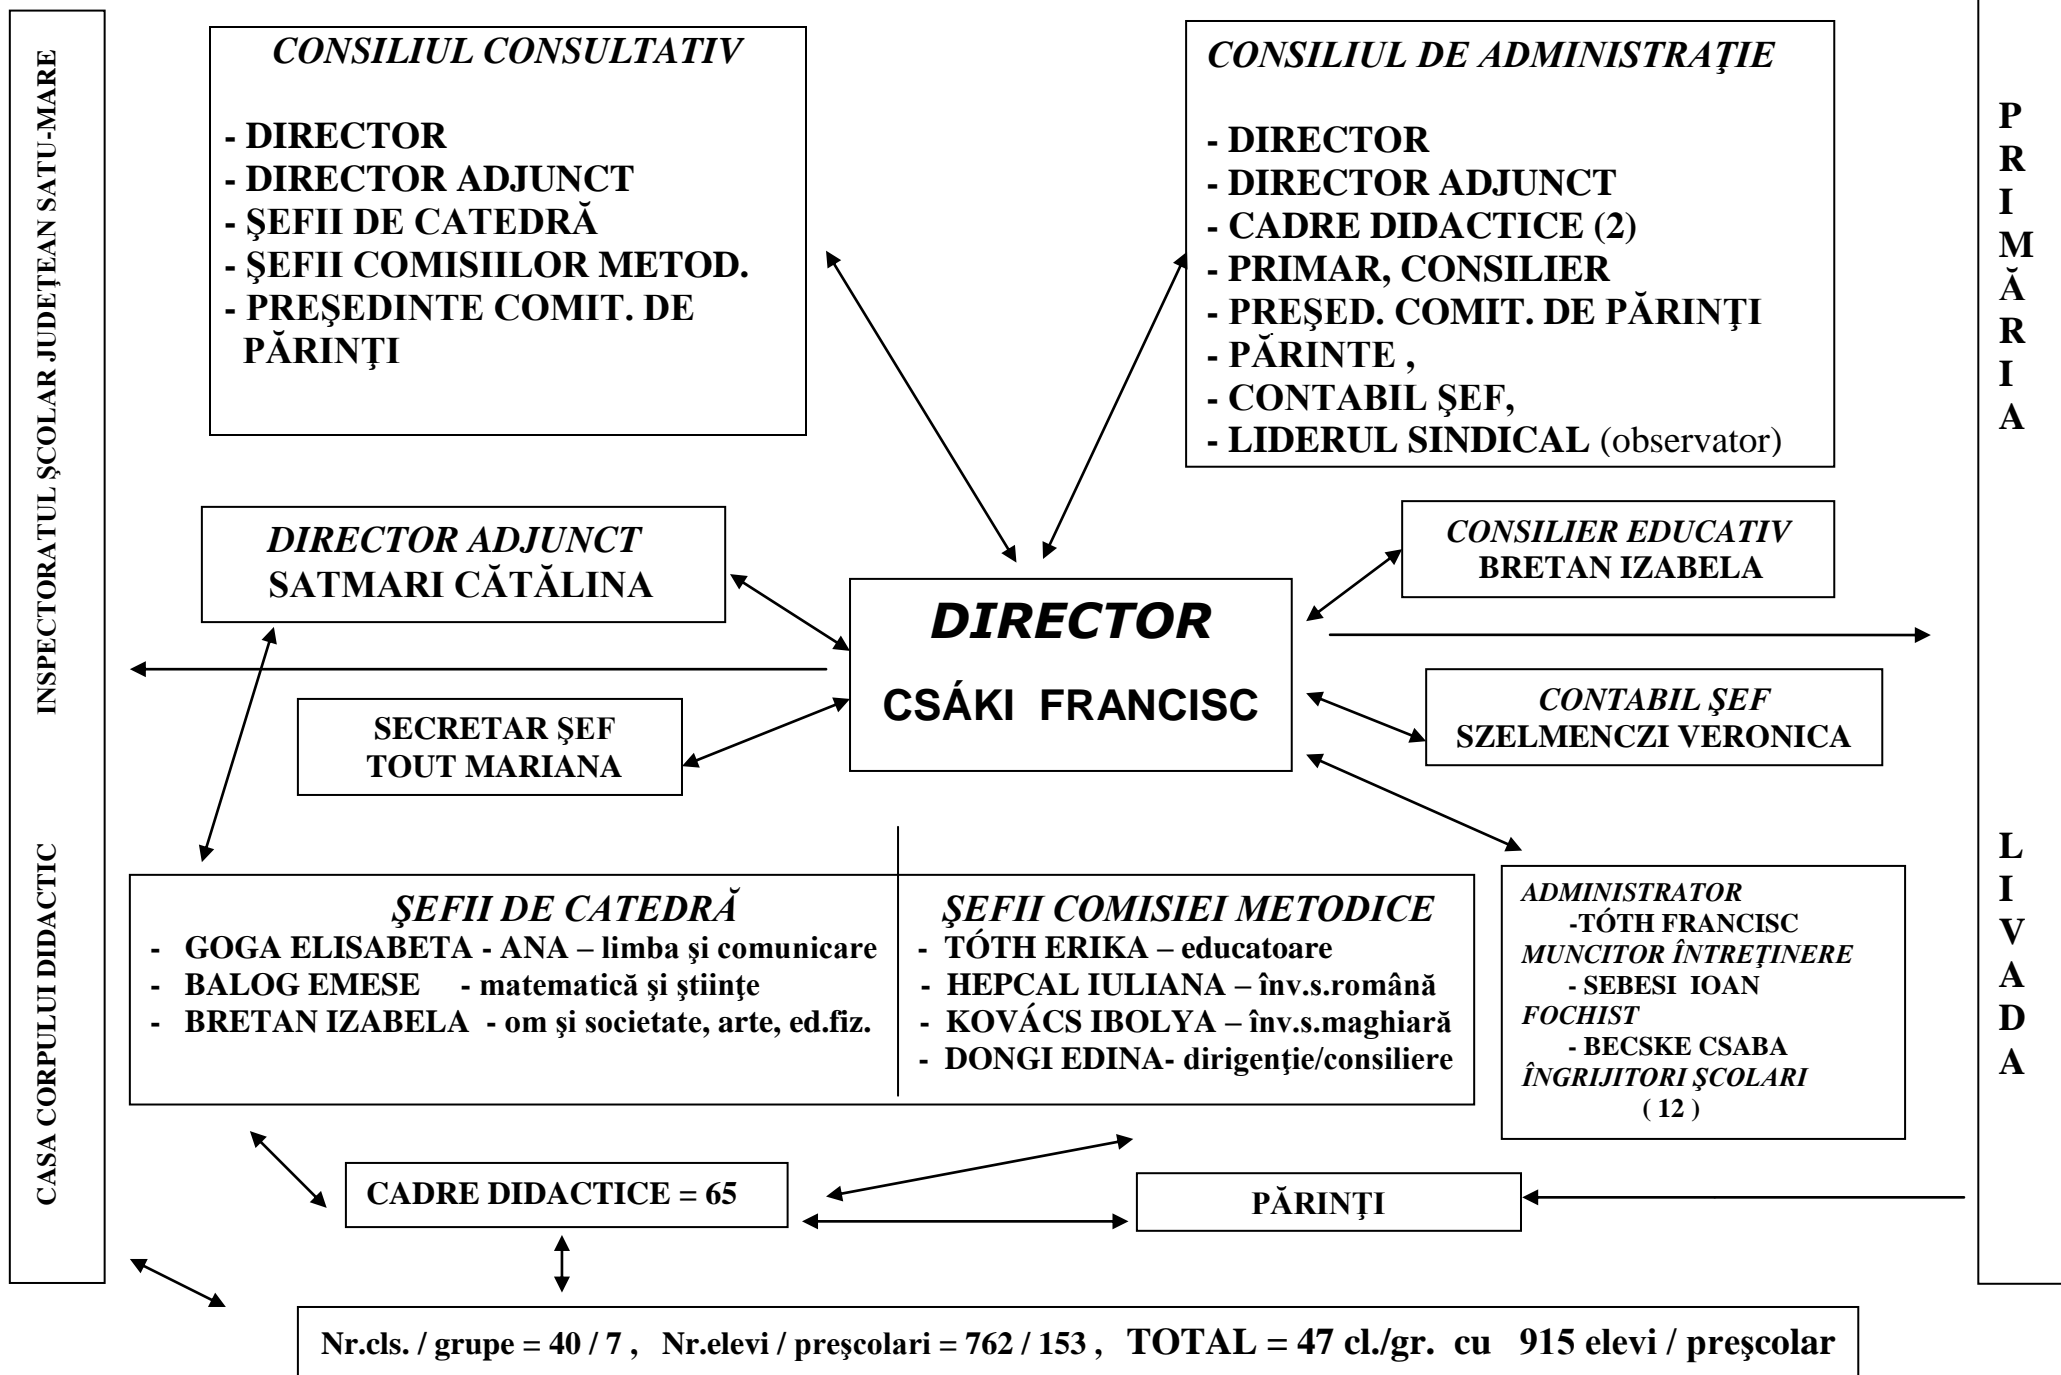 INSPECTORATUL ŞCOLAR JUDEŢEAN SATU-MARE
CASA CORPULUI DIDACTIC
CONSILIUL CONSULTATIV
- DIRECTOR
- DIRECTOR ADJUNCT
- ŞEFII DE CATEDRĂ
- ŞEFII COMISIILOR METOD.
- PREŞEDINTE COMIT. DE
PĂRINŢI
CONSILIUL DE ADMINISTRAŢIE
- DIRECTOR
- DIRECTOR ADJUNCT
- CADRE DIDACTICE (2)
- PRIMAR, CONSILIER
- PREŞED. COMIT. DE PĂRINŢI
- PĂRINTE ,
- CONTABIL ŞEF,
- LIDERUL SINDICAL (observator)
PRIMĂRIA
LIVADA
DIRECTOR ADJUNCT
SATMARI CĂTĂLINA
CONSILIER EDUCATIV
BRETAN IZABELA
DIRECTOR
CSÁKI FRANCISC
SECRETAR ŞEF
TOUT MARIANA
CONTABIL ŞEF
SZELMENCZI VERONICA
ŞEFII DE CATEDRĂ
- GOGA ELISABETA - ANA – limba şi comunicare
- BALOG EMESE - matematică şi ştiinţe
- BRETAN IZABELA - om şi societate, arte, ed.fiz.
ŞEFII COMISIEI METODICE
- TÓTH ERIKA – educatoare
- HEPCAL IULIANA – înv.s.română
- KOVÁCS IBOLYA – înv.s.maghiară
- DONGI EDINA- dirigenţie/consiliere
ADMINISTRATOR
-TÓTH FRANCISC
MUNCITOR ÎNTREŢINERE
- SEBESI IOAN
FOCHIST
- BECSKE CSABA
ÎNGRIJITORI ŞCOLARI
( 12 )
CADRE DIDACTICE = 65
PĂRINŢI
Nr.cls. / grupe = 40 / 7 , Nr.elevi / preşcolari = 762 / 153 , TOTAL = 47 cl./gr. cu 915 elevi / preşcolar